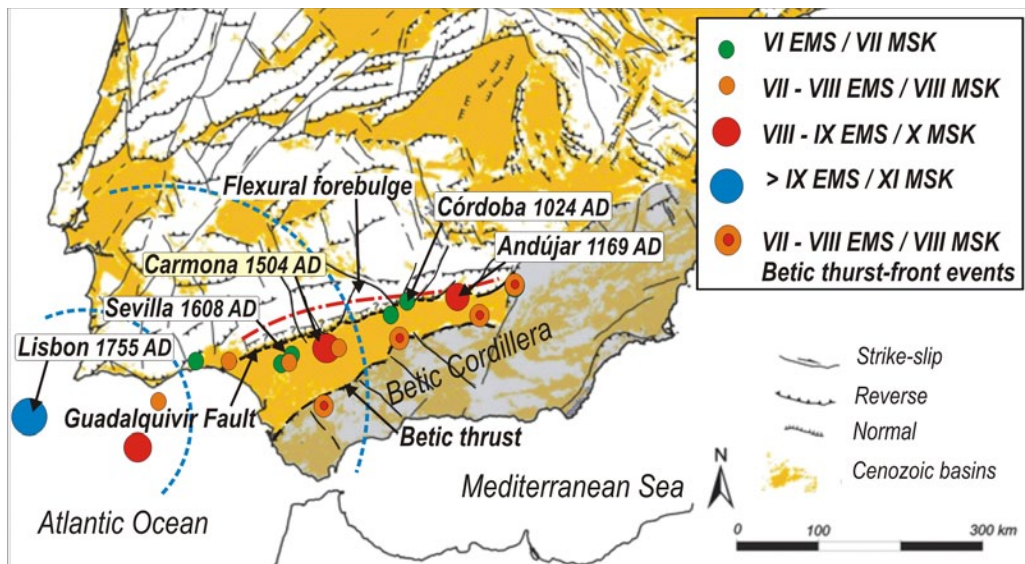 Flexural forebulge
Córdoba 1024 AD
Andújar 1169 AD
Carmona 1504 AD
Sevilla 1608 AD
Lisbon 1755 AD
Guadalquivir Fault
Betic Cordillera
Betic thrust
Mediterranean Sea
Atlantic Ocean
VI EMS / VII MSK
VII - VIII EMS / VIII MSK
VIII - IX EMS / X MSK
> IX EMS / XI MSK
VII - VIII EMS / VIII MSK
Betic thurst-front events
Strike-slip
Reverse
Normal
Cenozoic basins
N
0 100 300 km